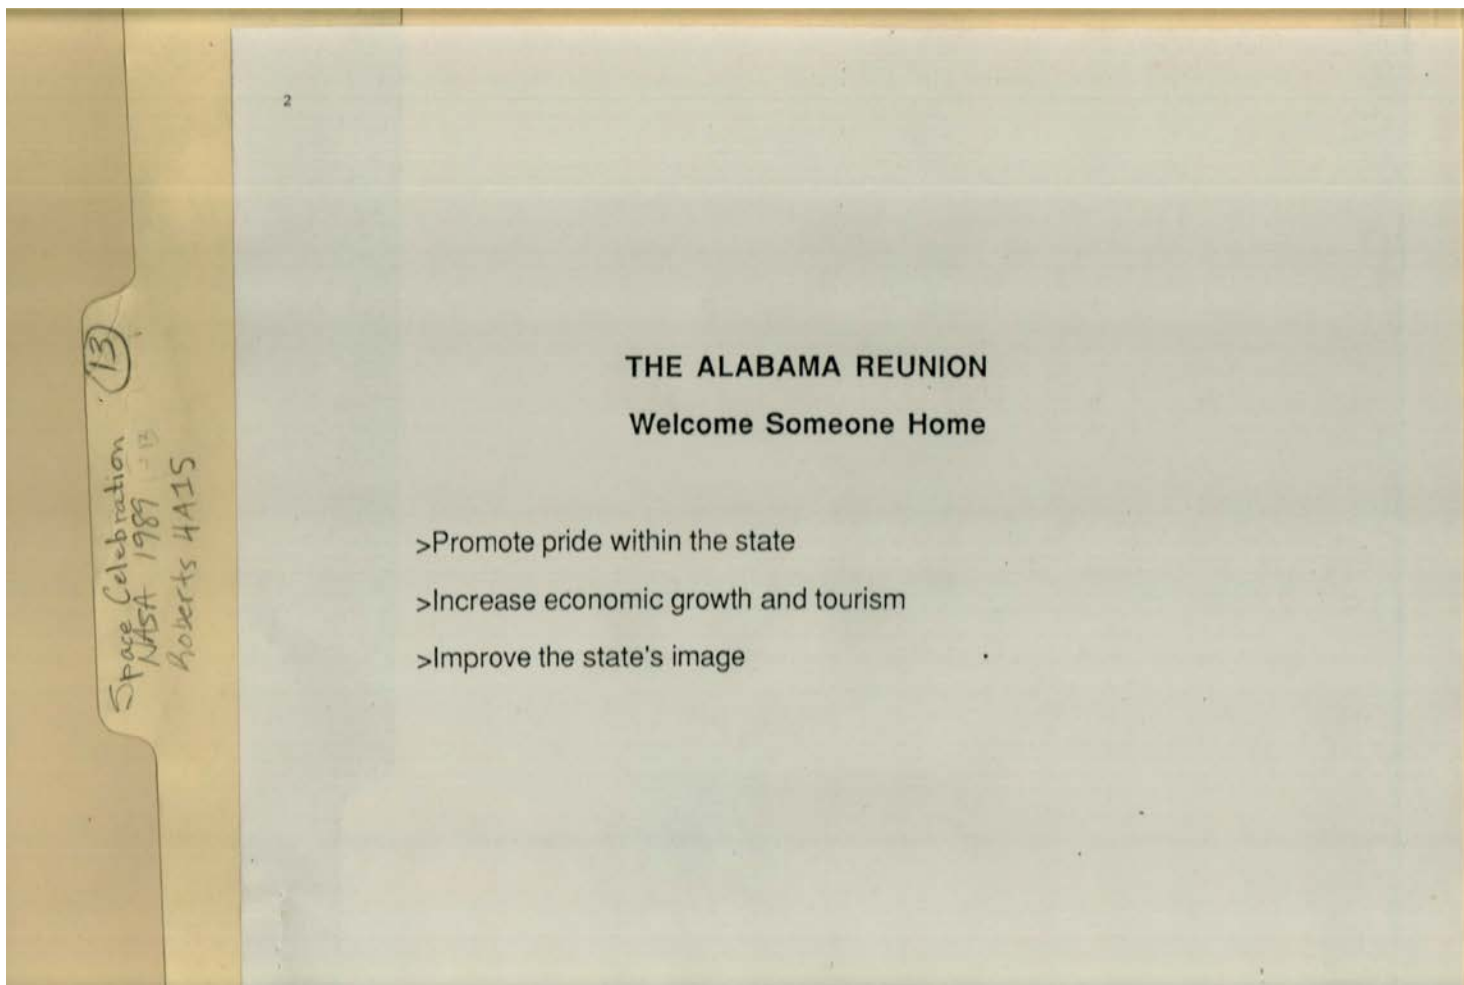 2
THE ALABAMA REUNION
Welcome Someone Home
>Promote pride within the state
>Increase economic growth and tourism
>Improve the state's image
13
Space Celebration
NASA 1989
Roberts 4A1S